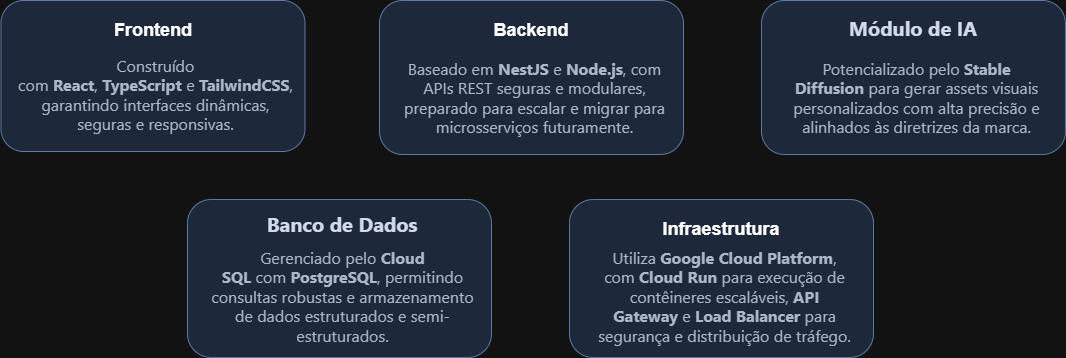 Frontend
Construído
com React, TypeScript e TailwindCSS,
garantindo interfaces dinâmicas,
seguras e responsivas.
Backend
Baseado em NestJS e Node.js, com
APIs REST seguras e modulares,
preparado para escalar e migrar para
microsserviços futuramente.
Módulo de IA
Potencializado pelo Stable
Diffusion para gerar assets visuais
personalizados com alta precisão e
alinhados às diretrizes da marca.
Banco de Dados
Gerenciado pelo Cloud
SQL com PostgreSQL, permitindo
consultas robustas e armazenamento
de dados estruturados e semi-
estruturados.
Infraestrutura
Utiliza Google Cloud Platform,
com Cloud Run para execução de
contêineres escaláveis, API
Gateway e Load Balancer para
segurança e distribuição de tráfego.